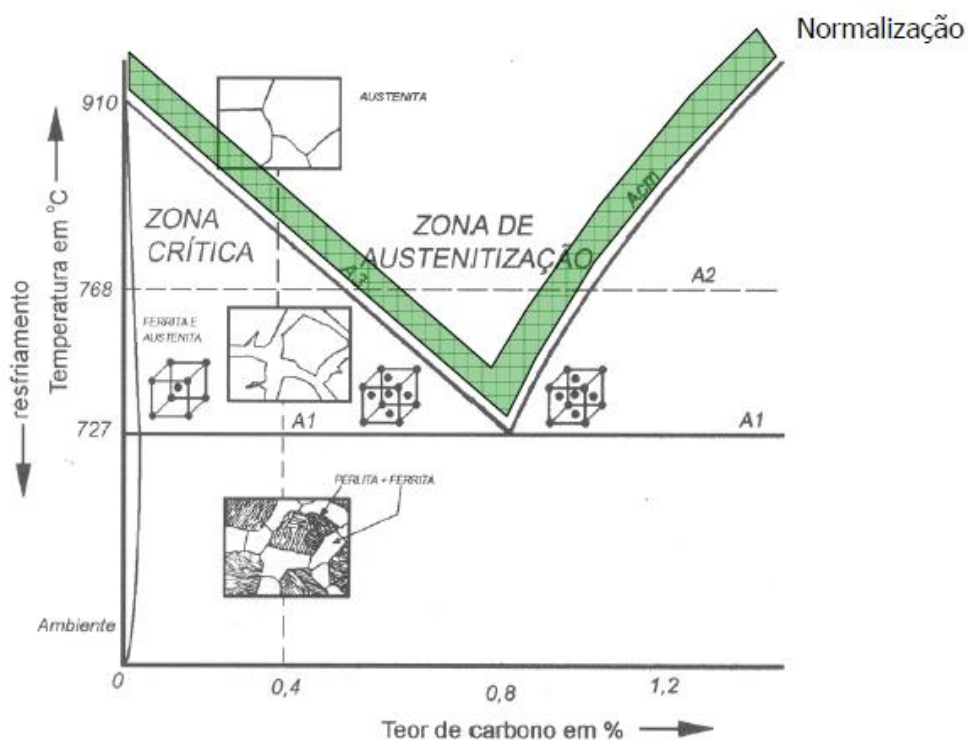 Normalização
910
AUSTENITA
ZONA
CRÍTICA
ZONA DE
AUSTENITIZAÇÃO
Acm
A3
A2
768
FERRITA E
AUSTENITA
A1
A1
727
PERLITA + FERRITA
Ambiente
0
0,4
0,8
1,2
Teor de carbono em %
Temperatura em °C
resfriamento